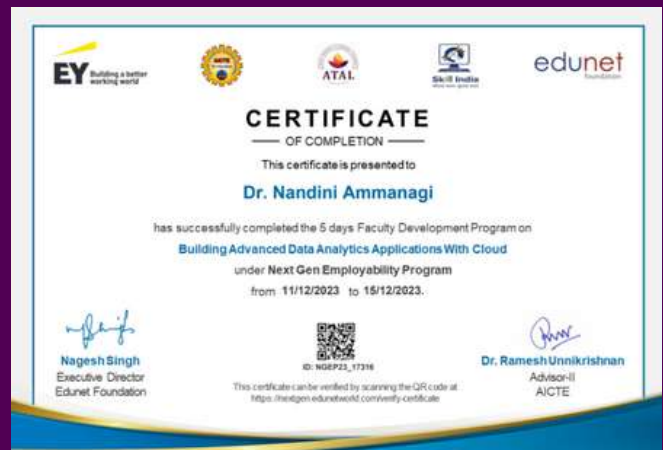 EY Building a better
working world
AICTE
ATAL
Skill India
edunet
foundation
CERTIFICATE
OF COMPLETION
This certificate is presented to
Dr. Nandini Ammanagi
has successfully completed the 5 days Faculty Development Program on
Building Advanced Data Analytics Applications With Cloud
under Next Gen Employability Program
from 11/12/2023 to 15/12/2023.
Nagesh Singh
Executive Director
Edunet Foundation
ID: NGEP23_17316
This certificate can be verified by scanning the QR code at
https://nextgen.edunetworld.com/verify-certificate
Dr. Ramesh Unnikrishnan
Advisor-II
AICTE